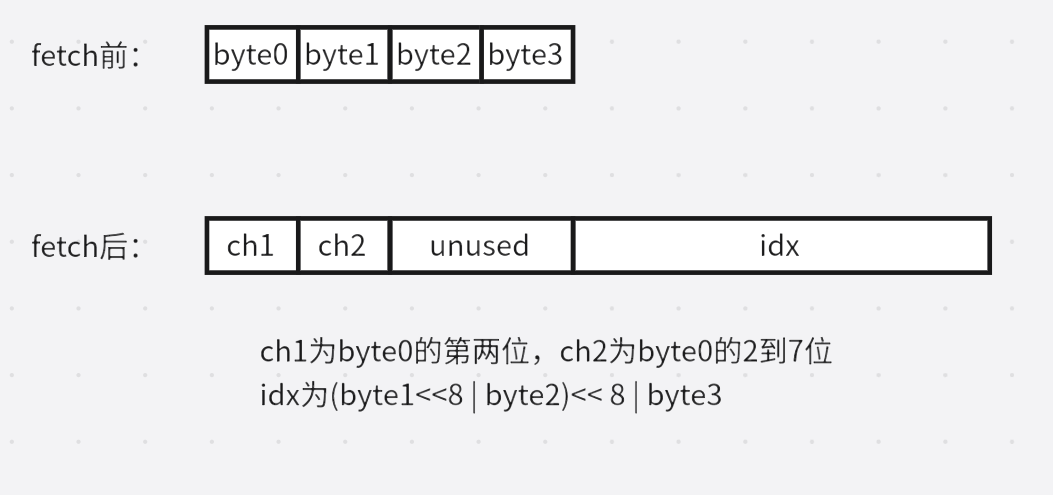 fetch前： byte0 byte1 byte2 byte3
fetch后： ch1 ch2 unused idx
ch1为byte0的第两位，ch2为byte0的2到7位
idx为(byte1<<8 | byte2)<< 8 | byte3